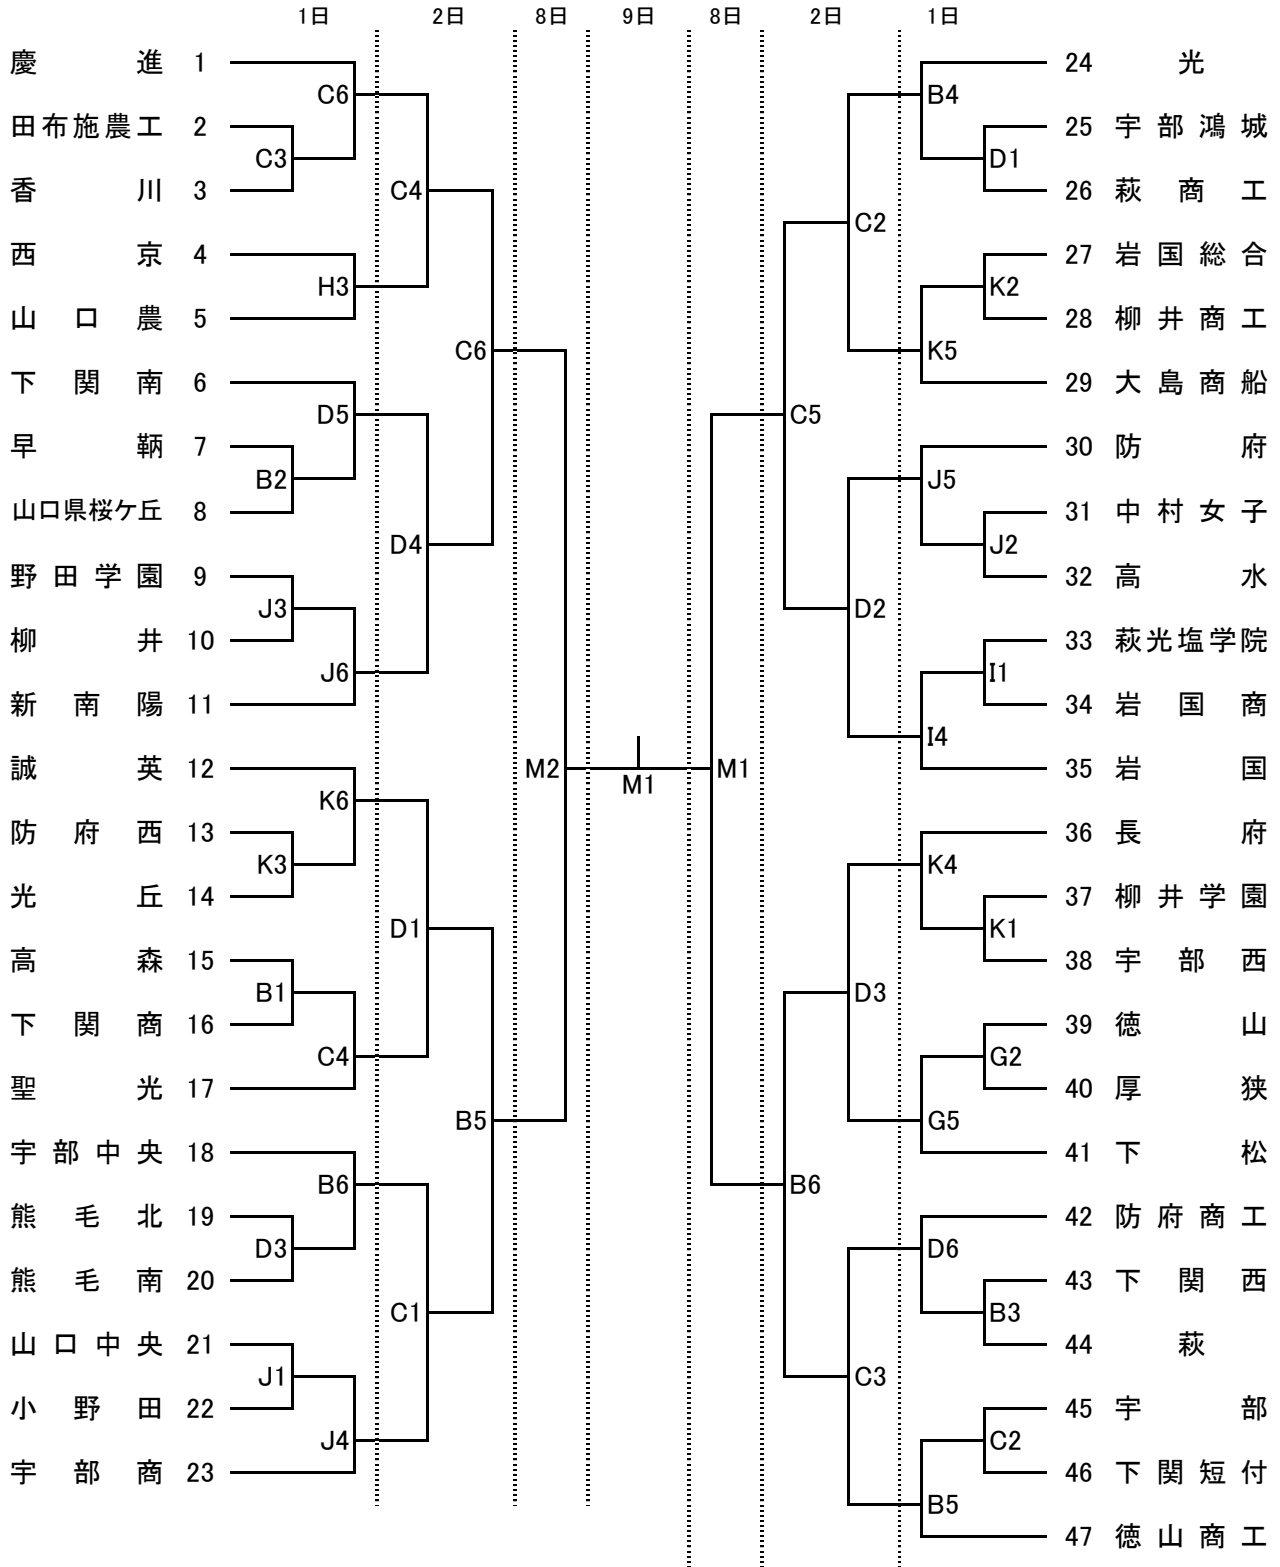 1日 2日 8日 9日 8日 2日 1日
慶進 1
C6
田布施農工 2
C3
香川 3
C4
西京 4
H3
山口農 5
C6
下関南 6
D5
早鞆 7
B2
山口県桜ケ丘 8
D4
野田学園 9
J3
柳井 10
J6
新南陽 11
誠英 12
M2
K6
防府西 13
K3
光丘 14
D1
高森 15
B1
下関商 16
C4
聖光 17
B5
宇部中央 18
B6
熊毛北 19
D3
熊毛南 20
C1
山口中央 21
J1
小野田 22
J4
宇部商 23
M1
M1
24 光
B4
25 宇部鴻城
D1
26 萩商工
C2
27 岩国総合
K2
28 柳井商工
K5
29 大島商船
C5
30 防府
J5
31 中村女子
J2
32 高水
D2
33 萩光塩学院
I1
34 岩国商
I4
35 岩国
36 長府
K4
37 柳井学園
K1
38 宇部西
D3
39 徳山
G2
40 厚狭
G5
41 下松
B6
42 防府商工
D6
43 下関西
B3
44 萩
C3
45 宇部
C2
46 下関短付
B5
47 徳山商工